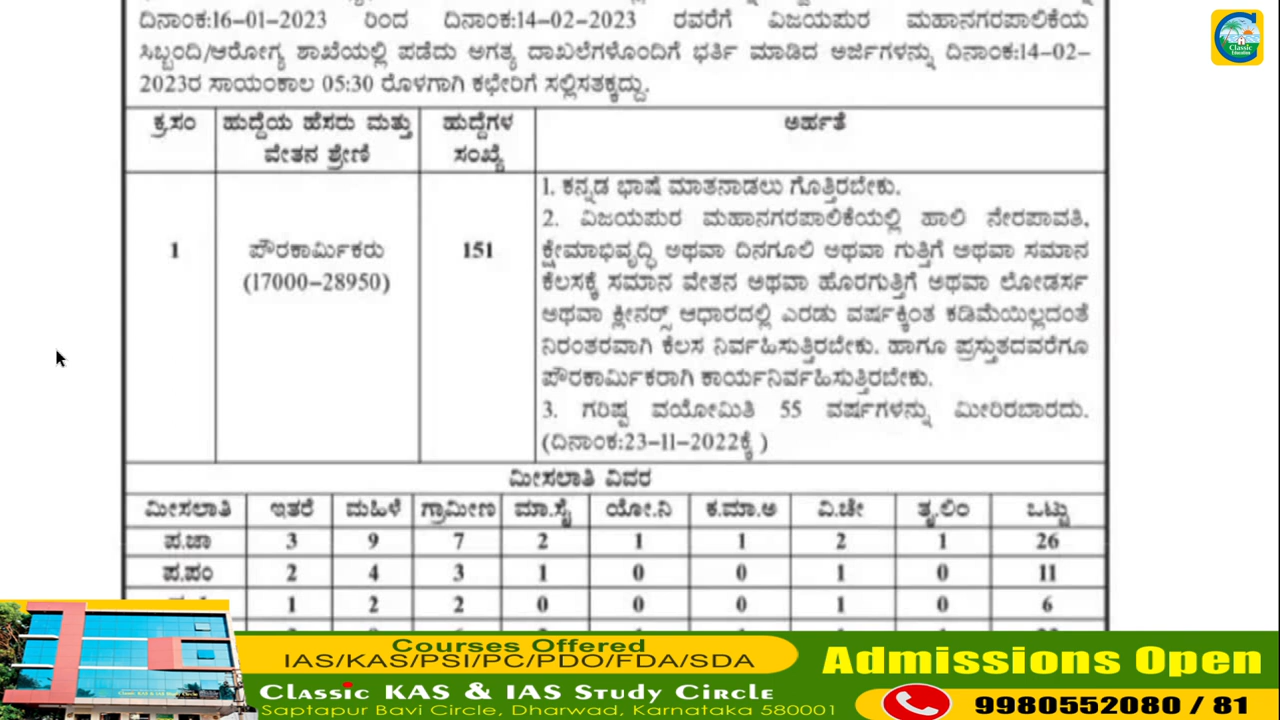 ದಿನಾಂಕ:16-01-2023 ರಿಂದ ದಿನಾಂಕ:14-02-2023 ರವರೆಗೆ ವಿಜಯಪುರ ಮಹಾನಗರಪಾಲಿಕೆಯ
ಸಿಬ್ಬಂದಿ/ಆರೋಗ್ಯ ಶಾಖೆಯಲ್ಲಿ ಪಡೆದು ಅಗತ್ಯ ದಾಖಲೆಗಳೊಂದಿಗೆ ಭರ್ತಿ ಮಾಡಿದ ಅರ್ಜಿಗಳನ್ನು ದಿನಾಂಕ:14-02-
2023ರ ಸಾಯಂಕಾಲ 05:30 ರೊಳಗಾಗಿ ಕಛೇರಿಗೆ ಸಲ್ಲಿಸತಕ್ಕದ್ದು.
ಕ್ರ.ಸಂ ಹುದ್ದೆಯ ಹೆಸರು ಮತ್ತು ವೇತನ ಶ್ರೇಣಿ ಹುದ್ದೆಗಳ ಸಂಖ್ಯೆ ಅರ್ಹತೆ
1 ಪೌರಕಾರ್ಮಿಕರು (17000-28950) 151
1. ಕನ್ನಡ ಭಾಷೆ ಮಾತನಾಡಲು ಗೊತ್ತಿರಬೇಕು.
2. ವಿಜಯಪುರ ಮಹಾನಗರಪಾಲಿಕೆಯಲ್ಲಿ ಹಾಲಿ ನೇರಪಾವತಿ,
ಕ್ಷೇಮಾಭಿವೃದ್ಧಿ ಅಥವಾ ದಿನಗೂಲಿ ಅಥವಾ ಗುತ್ತಿಗೆ ಅಥವಾ ಸಮಾನ
ಕೆಲಸಕ್ಕೆ ಸಮಾನ ವೇತನ ಅಥವಾ ಹೊರಗುತ್ತಿಗೆ ಅಥವಾ ಲೋಡರ್ಸ
ಅಥವಾ ಕ್ಲೀನರ್ಸ್ ಆಧಾರದಲ್ಲಿ ಎರಡು ವರ್ಷಕ್ಕಿಂತ ಕಡಿಮೆಯಿಲ್ಲದಂತೆ
ನಿರಂತರವಾಗಿ ಕೆಲಸ ನಿರ್ವಹಿಸುತ್ತಿರಬೇಕು. ಹಾಗೂ ಪ್ರಸ್ತುತದವರೆಗೂ
ಪೌರಕಾರ್ಮಿಕರಾಗಿ ಕಾರ್ಯನಿರ್ವಹಿಸುತ್ತಿರಬೇಕು.
3. ಗರಿಷ್ಠ ವಯೋಮಿತಿ 55 ವರ್ಷಗಳನ್ನು ಮೀರಿರಬಾರದು.
(ದಿನಾಂಕ:23-11-2022ಕ್ಕೆ )
ಮೀಸಲಾತಿ ವಿವರ
ಮೀಸಲಾತಿ ಇತರೆ ಮಹಿಳೆ ಗ್ರಾಮೀಣ ಮಾ.ಸೈ ಯೋ.ನಿ ಕ.ಮಾ.ಅ ವಿ.ಚೇ ತೃ.ಲಿಂ ಒಟ್ಟು
ಪ.ಜಾ 3 9 7 2 1 1 2 1 26
ಪ.ಪಂ 2 4 3 1 0 0 1 0 11
1 2 2 0 0 0 1 0 6
Classic
Education
Courses Offered
IAS/KAS/PSI/PC/PDO/FDA/SDA
Admissions Open
Classic KAS & IAS Study Circle
Saptapur Bavi Circle, Dharwad, Karnataka 580001
9980552080 / 81